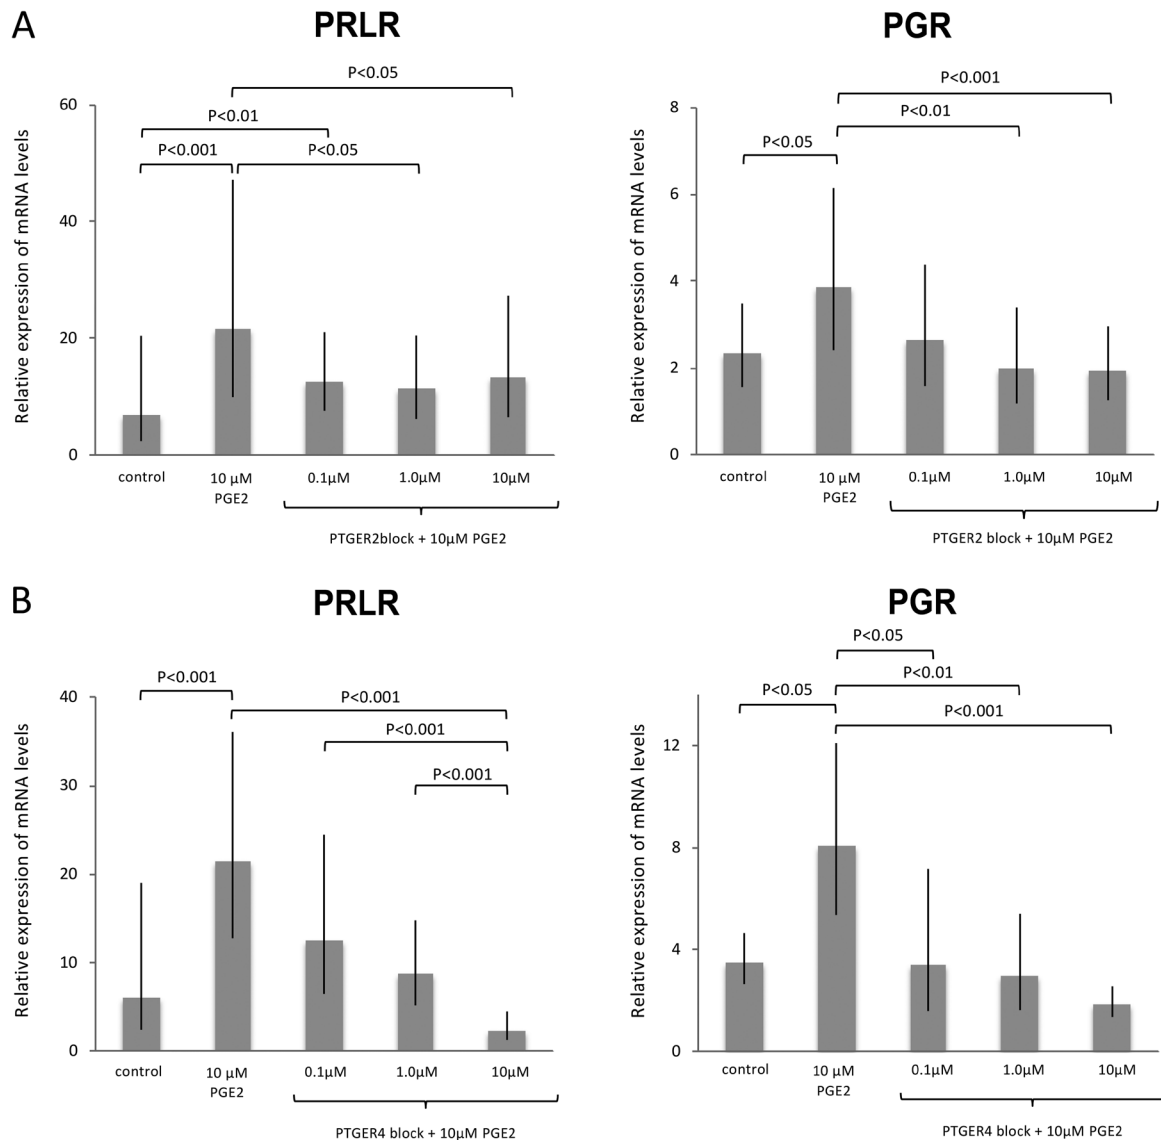 A
PRLR
PGR
P<0.05
P<0.01
P<0.001
P<0.05
Relative expression of mRNA levels
60
40
20
0
control
10 μM
PGE2
0.1μM
1.0μM
10μM
PTGER2block + 10μM PGE2
P<0.001
P<0.01
P<0.05
Relative expression of mRNA levels
8
6
4
2
0
control
10 μM
PGE2
0.1μM
1.0μM
10μM
PTGER2 block + 10μM PGE2
B
PRLR
PGR
P<0.001
P<0.001
P<0.001
P<0.001
Relative expression of mRNA levels
40
30
20
10
0
control
10 μM
PGE2
0.1μM
1.0μM
10μM
PTGER4 block + 10μM PGE2
P<0.05
P<0.01
P<0.05
P<0.001
Relative expression of mRNA levels
12
8
4
0
control
10 μM
PGE2
0.1μM
1.0μM
10μM
PTGER4 block + 10μM PGE2